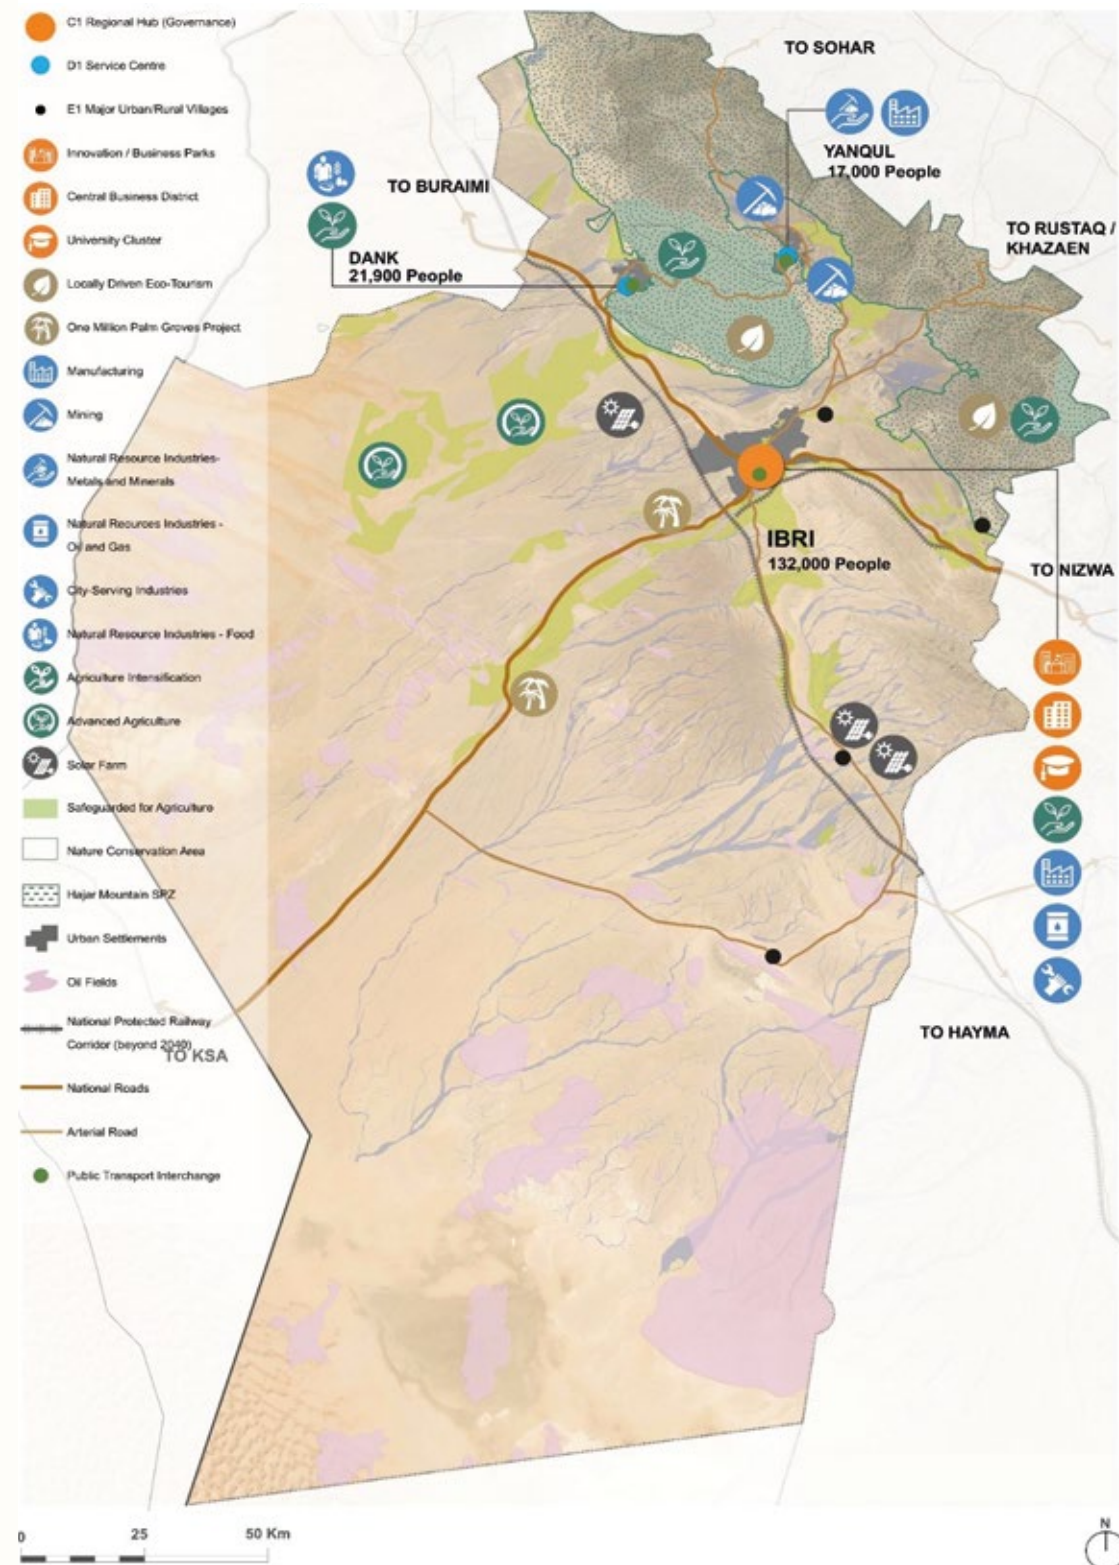 C1 Regional Hub (Governance)
D1 Service Centre
E1 Major Urban/Rural Villages
Innovation / Business Parks
Central Business District
University Cluster
Locally Driven Eco-Tourism
One Million Palm Groves Project
Manufacturing
Mining
Natural Resource Industries-
Metals and Minerals
Natural Reources Industries -
Oil and Gas
City-Serving Industries
Natural Resource Industries - Food
Agriculture Intensification
Advanced Agriculture
Solar Farm
Safeguarded for Agriculture
Nature Conservation Area
Hajar Mountain SPZ
Urban Settlements
Oil Fields
National Protected Railway
Corridor (beyond 2040)
National Roads
Arterial Road
Public Transport Interchange
TO SOHAR
YANQUL
17,000 People
TO BURAIMI
TO RUSTAQ /
KHAZAEN
DANK
21,900 People
IBRI
132,000 People
TO NIZWA
TO HAYMA
TO KSA
0 25 50 Km
N